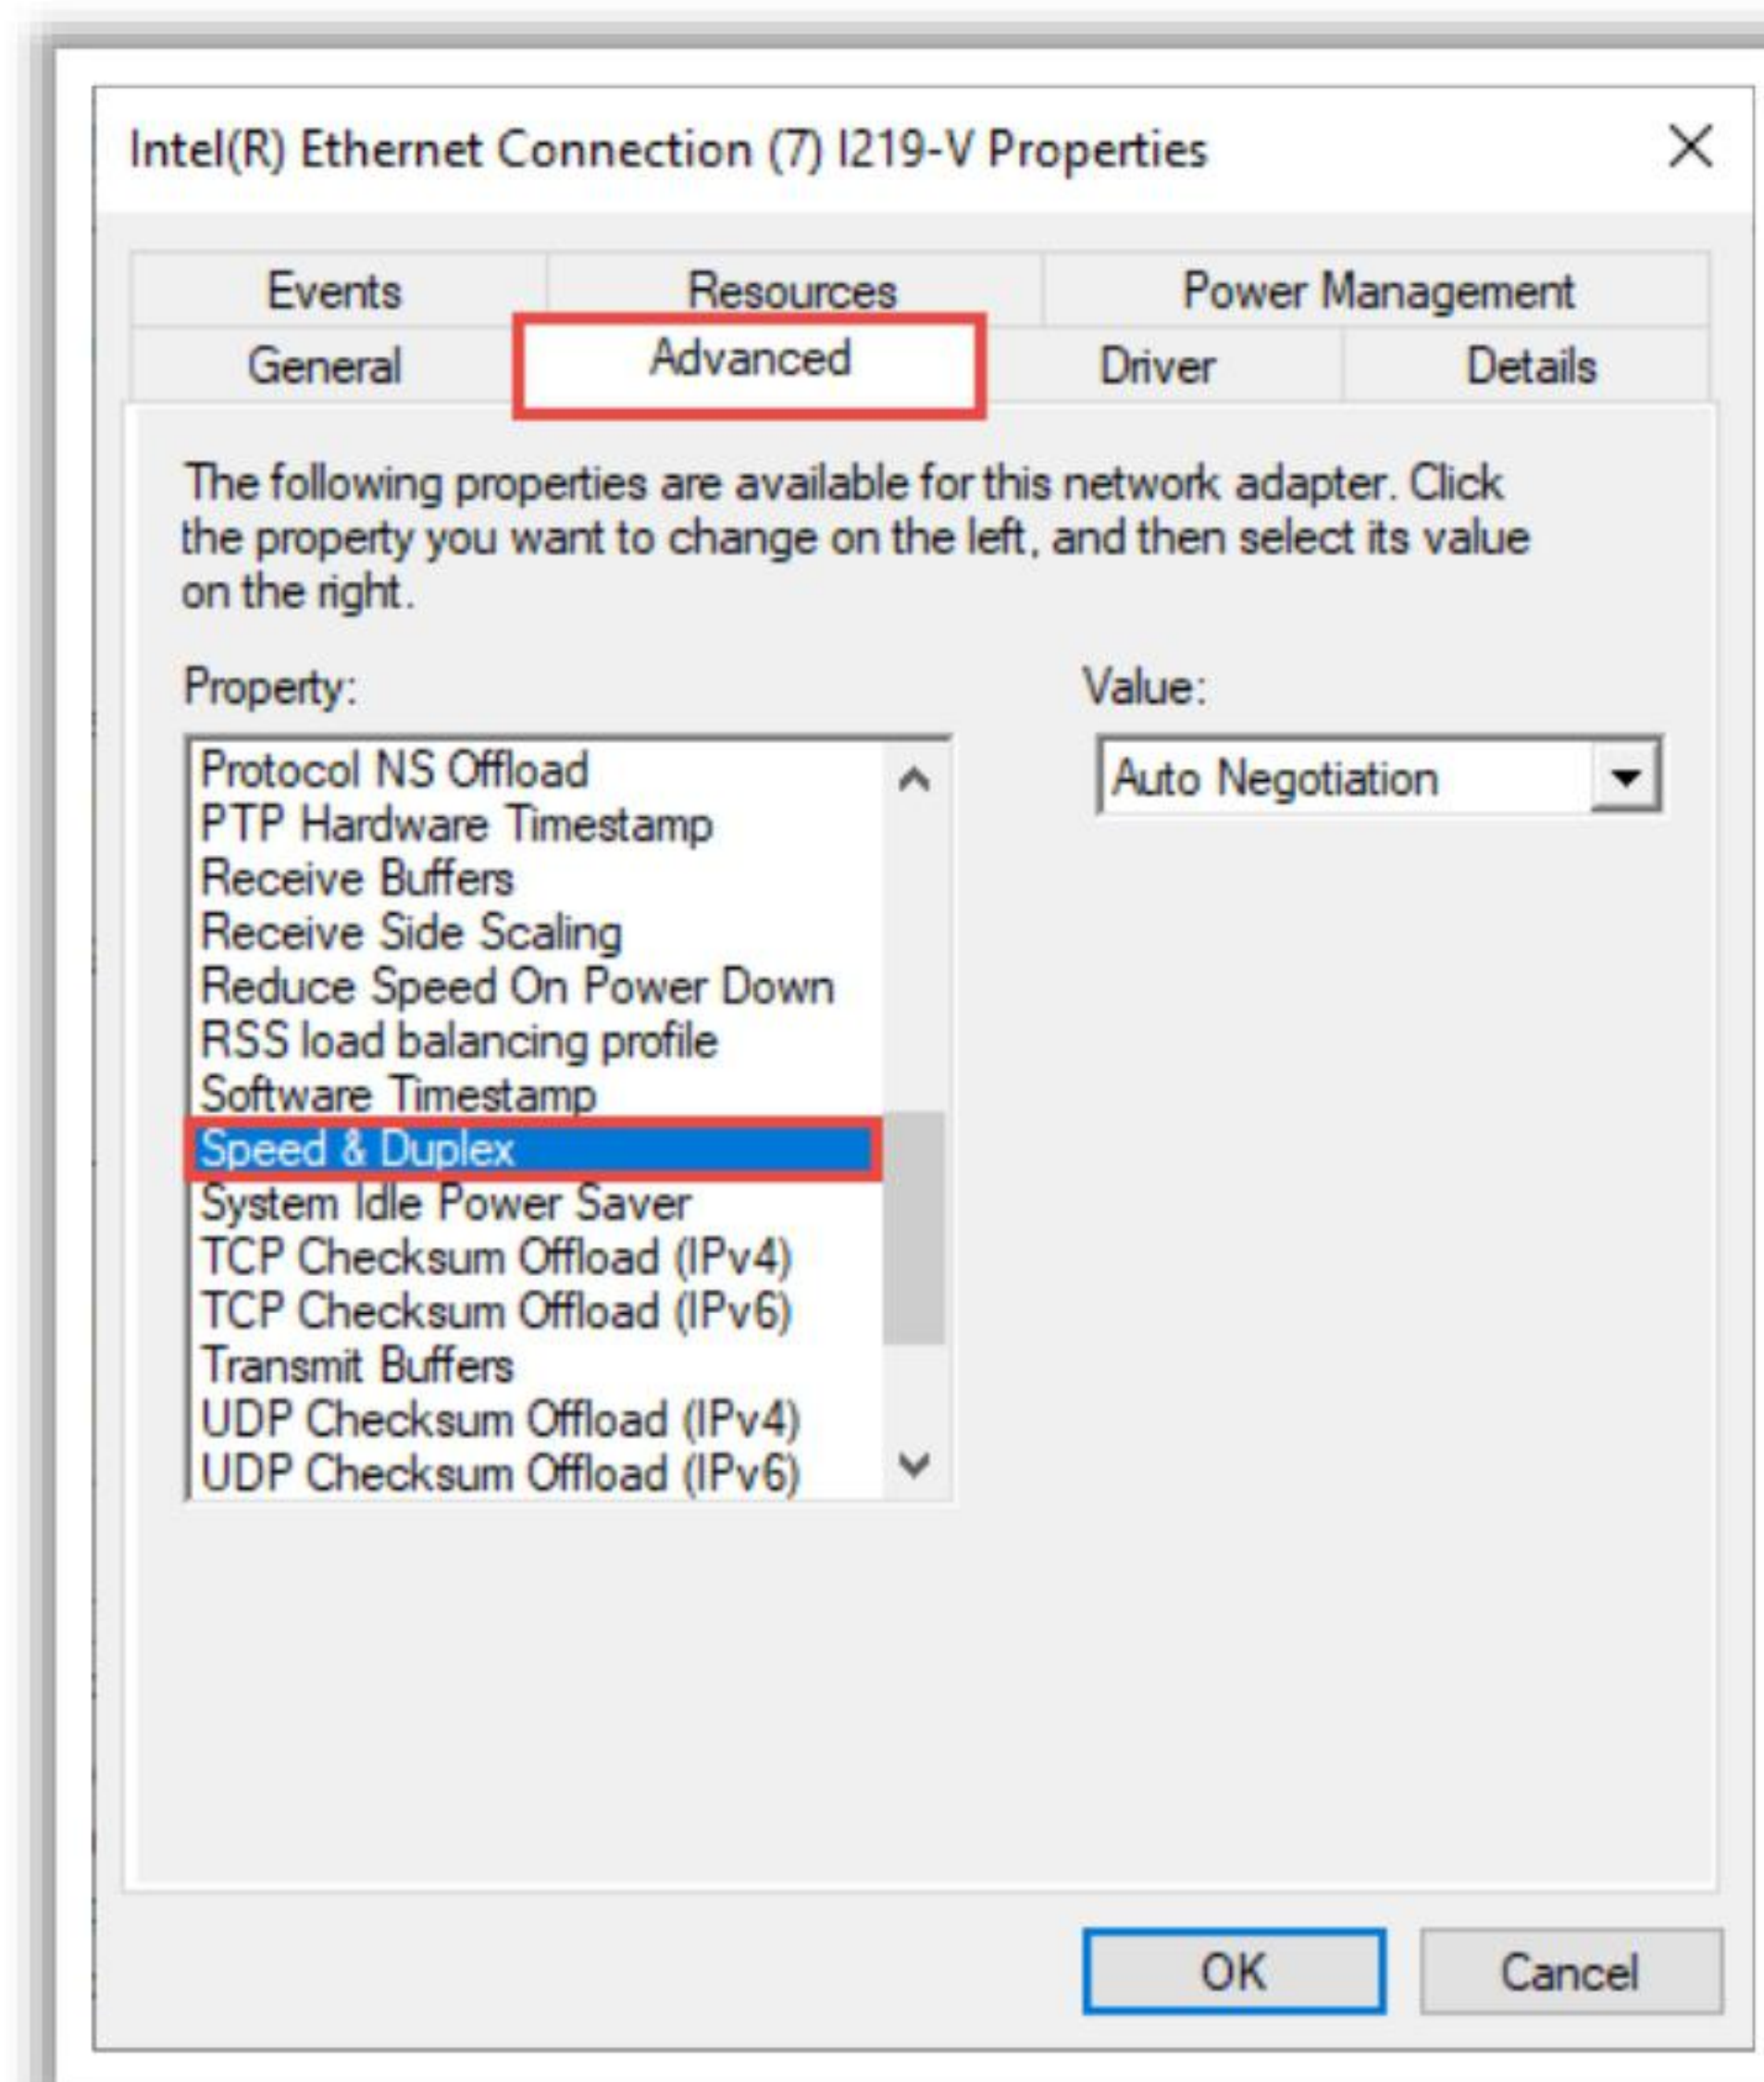 Intel(R) Ethernet Connection (7) I219-V Properties
Events Resources Power Management
General Advanced Driver Details
The following properties are available for this network adapter. Click
the property you want to change on the left, and then select its value
on the right.
Property: Value:
Protocol NS Offload
Auto Negotiation
PTP Hardware Timestamp
Receive Buffers
Receive Side Scaling
Reduce Speed On Power Down
RSS load balancing profile
Software Timestamp
Speed & Duplex
System Idle Power Saver
TCP Checksum Offload (IPv4)
TCP Checksum Offload (IPv6)
Transmit Buffers
UDP Checksum Offload (IPv4)
UDP Checksum Offload (IPv6)
OK Cancel